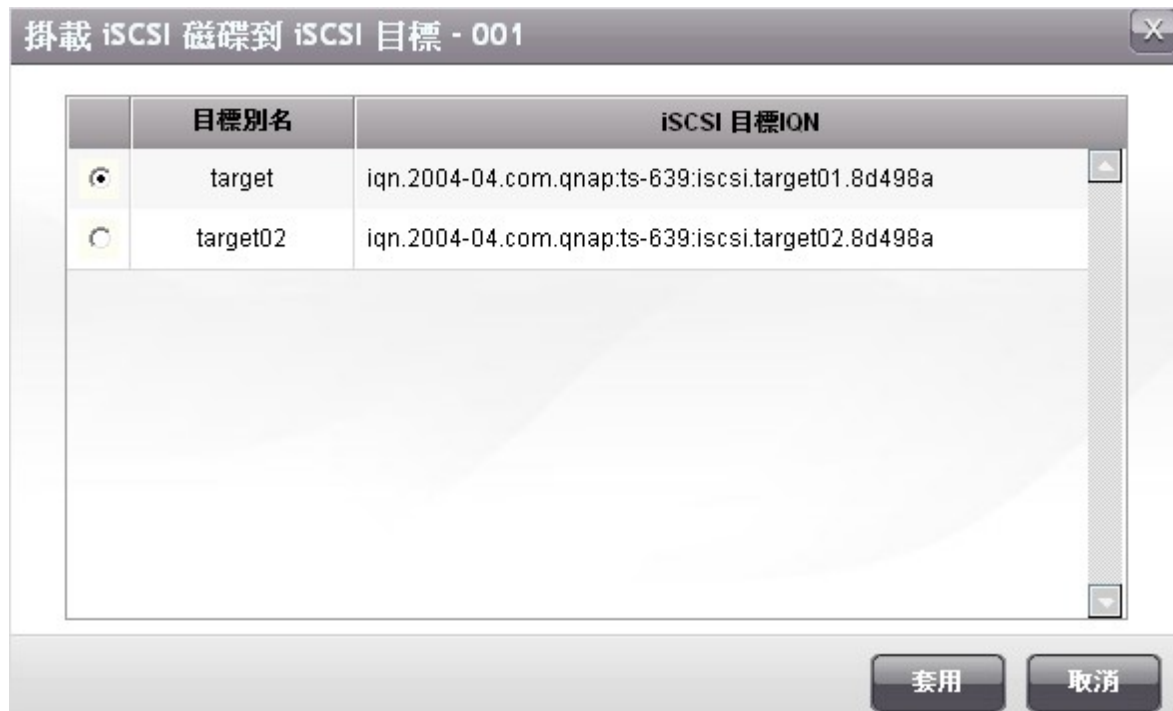 掛載 iSCSI 磁碟到 iSCSI 目標 - 001
目標別名 iSCSI 目標IQN
target iqn.2004-04.com.qnap:ts-639:iscsi.target01.8d498a
target02 iqn.2004-04.com.qnap:ts-639:iscsi.target02.8d498a
套用 取消